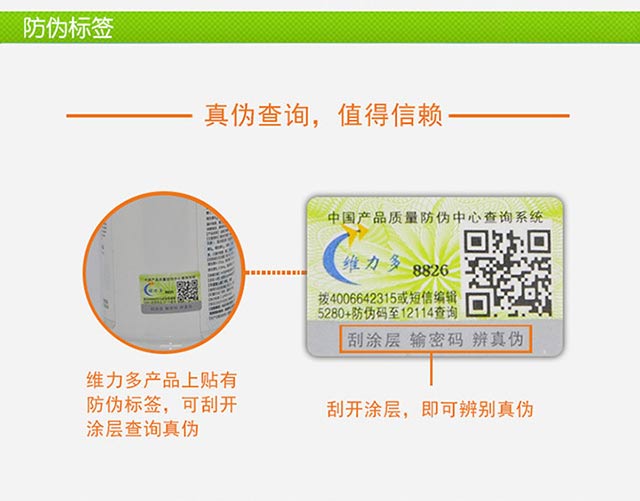 防伪标签
真伪查询，值得信赖
中国产品质量防伪中心查询系统
维力多 8826
拨4006642315或短信编辑
5280+防伪码至12114查询
刮涂层 输密码 辨真伪
维力多产品上贴有
防伪标签，可刮开
涂层查询真伪
刮开涂层，即可辨别真伪